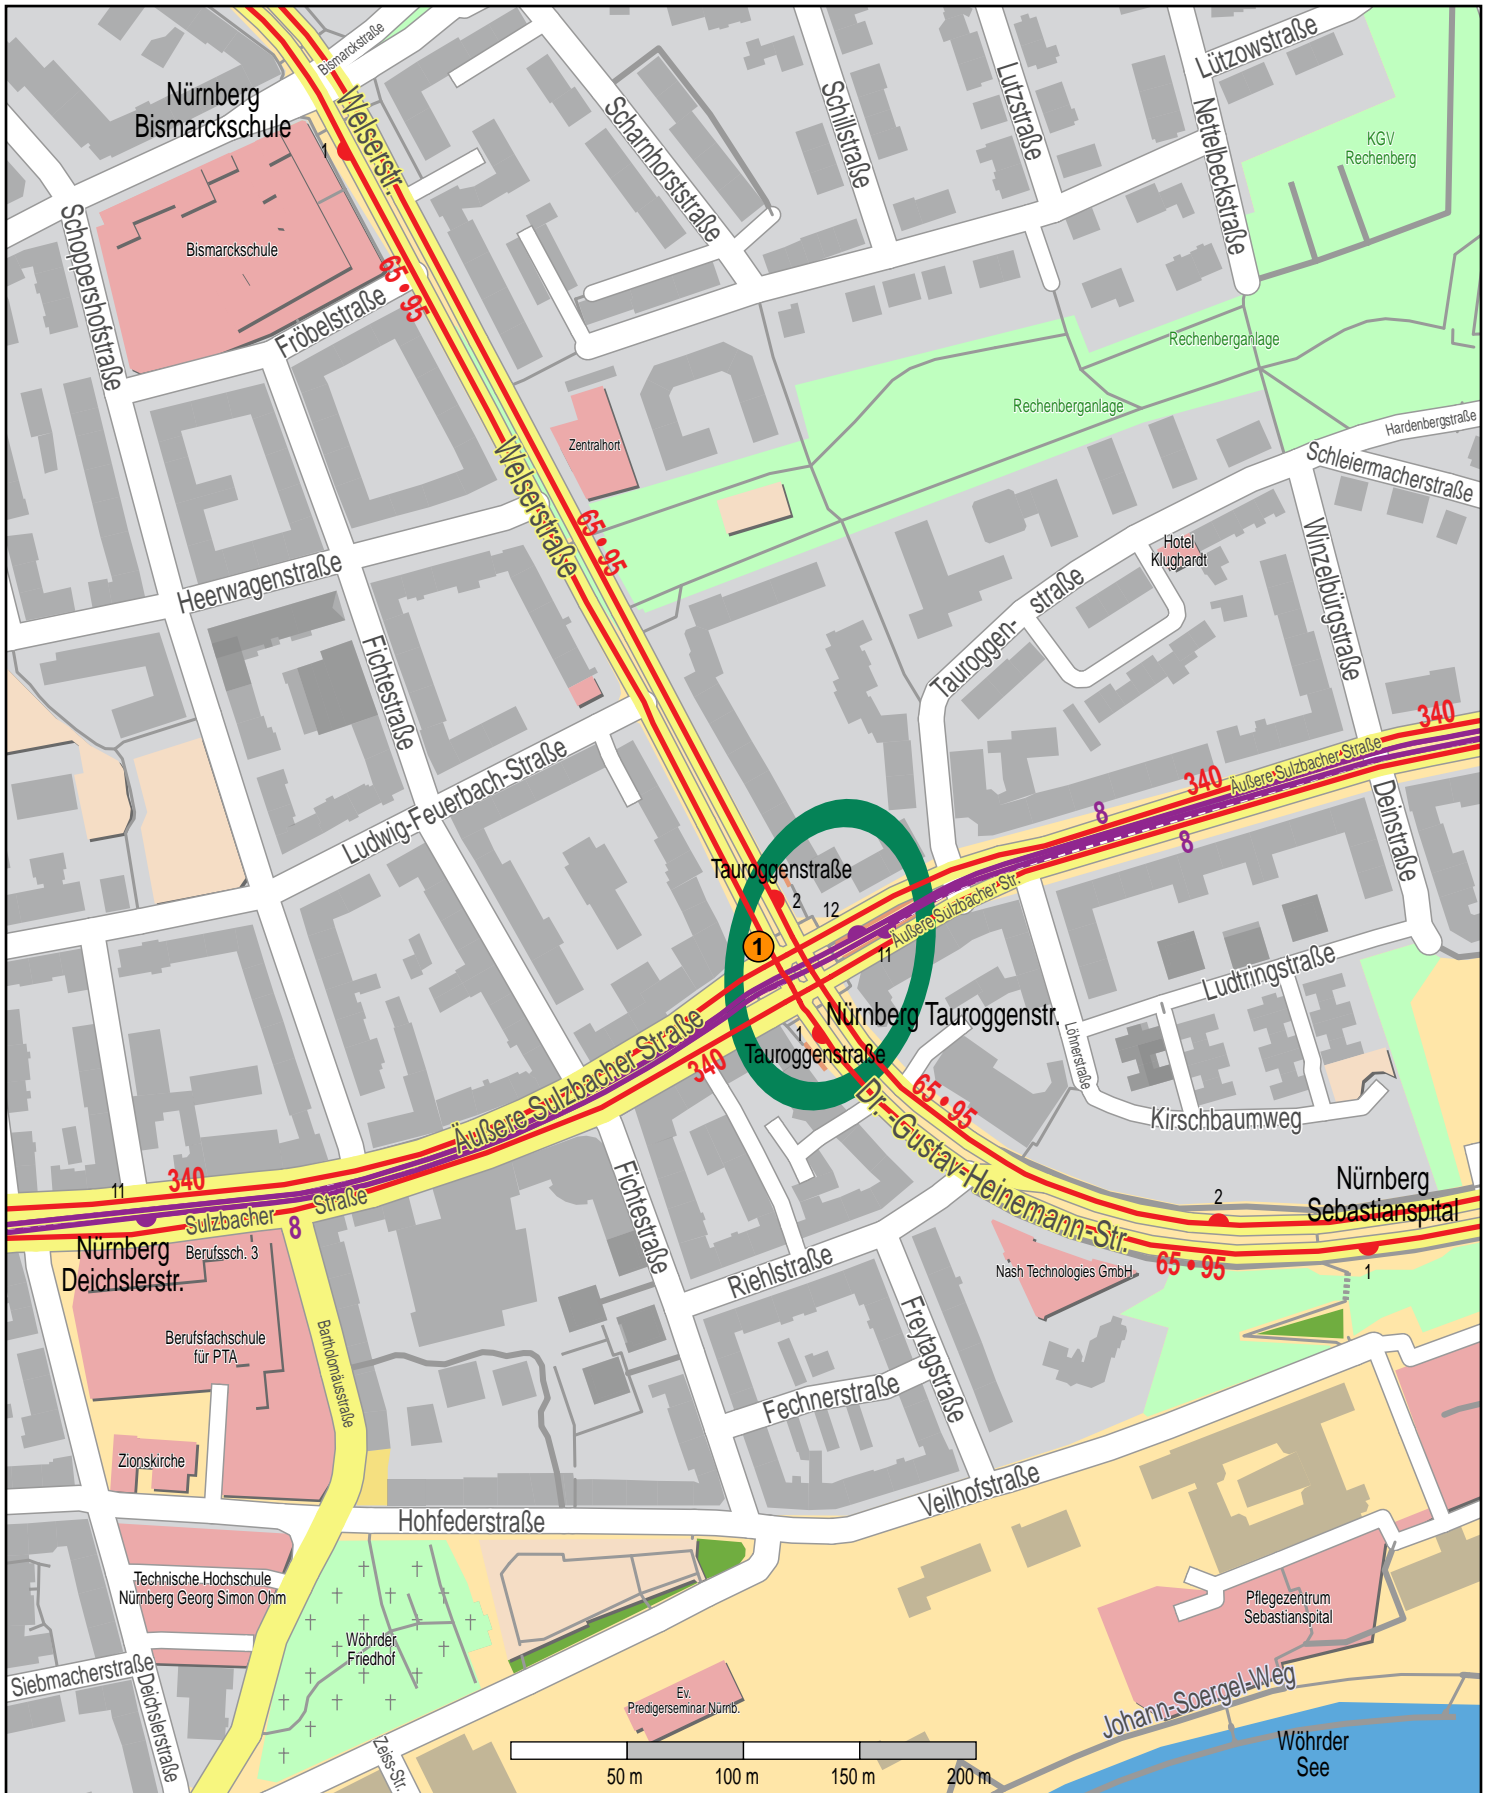 Bismarckstraße
Nürnberg
Bismarckschule
1
Welserstr.
Scharnhorststraße
Schillstraße
Lutzstraße
Nettelbeckstraße
Lützowstraße
KGV
Rechenberg
Schoppershofstraße
Bismarckschule
65 • 95
Fröbelstraße
Rechenberganlage
Rechenberganlage
Hardenbergstraße
Schleiermacherstraße
Zentralhort
Welserstraße
65 • 95
Hotel
Klughardt
Winzelbürgstraße
Heerwagenstraße
Tauroggen-
straße
Fichtestraße
Ludwig-Feuerbach-Straße
340
Äußere Sulzbacher Straße
340
8
8
Deinstraße
Tauroggenstraße
2
12
1
11
Äußere Sulzbacher Str.
Ludtringstraße
Nürnberg Tauroggenstr.
1
Tauroggenstraße
Löhnerstraße
Äußere Sulzbacher Straße
340
65 • 95
Kirschbaumweg
Dr.-Gustav-Heinemann-Str.
11
340
Sulzbacher
Straße
8
Nürnberg
Deichslerstr.
Berufssch. 3
Fichtestraße
Riehlstraße
2
Nürnberg
Sebastianspital
Nash Technologies GmbH
65 • 95
1
Berufsfachschule
für PTA
Bartholomäusstraße
Freytagstraße
Fechnerstraße
Zionskirche
Veilhofstraße
Hohfederstraße
Technische Hochschule
Nürnberg Georg Simon Ohm
Wöhrder
Friedhof
Pflegezentrum
Sebastianspital
Siebmacherstraße
Deichslerstraße
Ev.
Predigerseminar Nürnb.
Johann-Soergel-Weg
Zeiss-Str.
Wöhrder
See
50 m
100 m
150 m
200 m